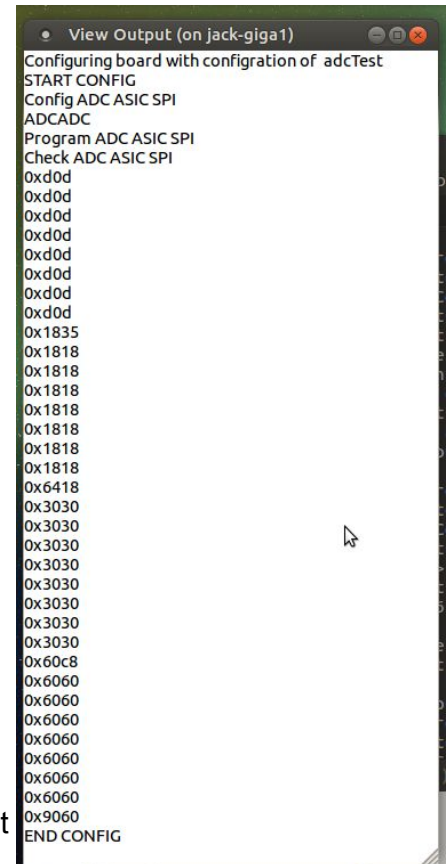 View Output (on jack-giga1)
Configuring board with configration of adcTest
START CONFIG
Config ADC ASIC SPI
ADCADC
Program ADC ASIC SPI
Check ADC ASIC SPI
0xd0d
0xd0d
0xd0d
0xd0d
0xd0d
0xd0d
0xd0d
0xd0d
0x1835
0x1818
0x1818
0x1818
0x1818
0x1818
0x1818
0x1818
0x6418
0x3030
0x3030
0x3030
0x3030
0x3030
0x3030
0x3030
0x3030
0x60c8
0x6060
0x6060
0x6060
0x6060
0x6060
0x6060
0x6060
0x9060
END CONFIG